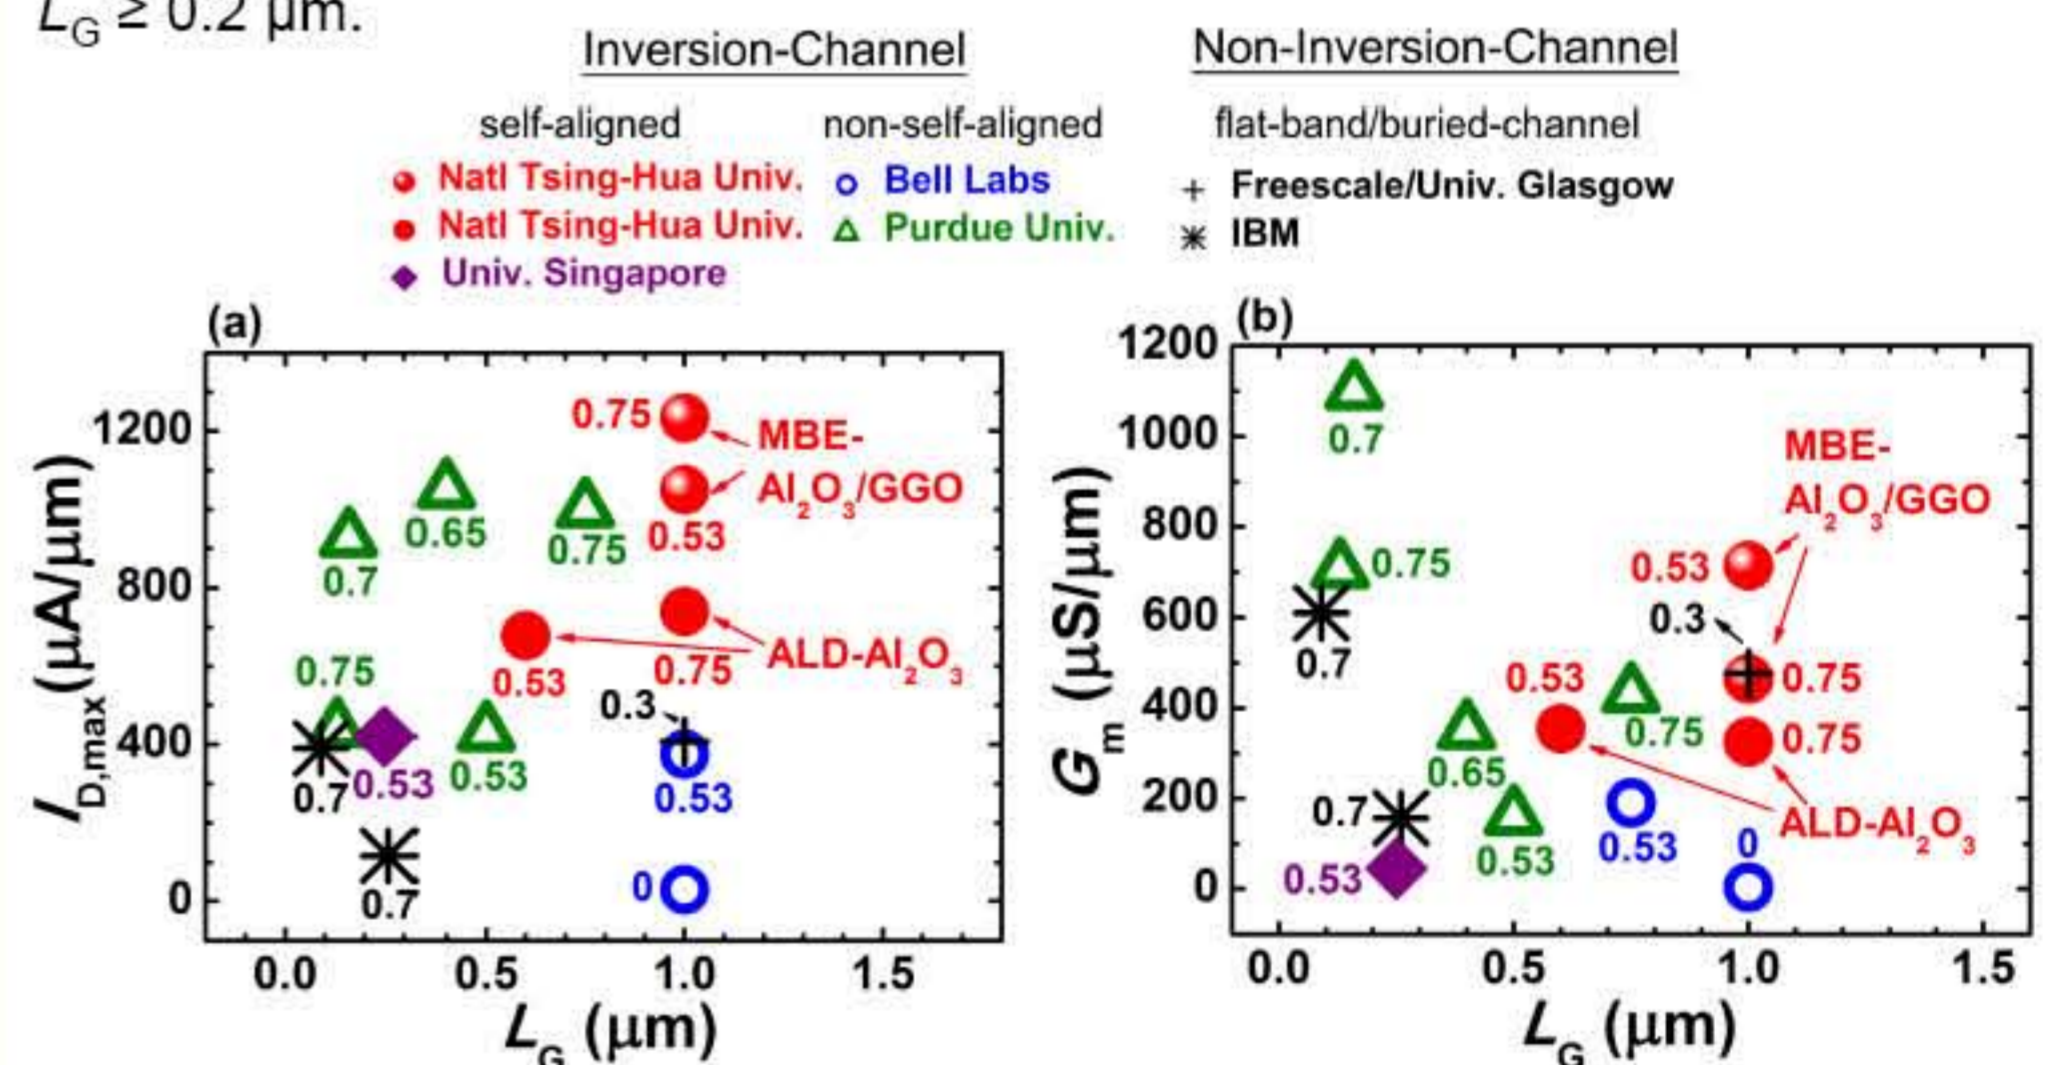 L_G ≥ 0.2 μm.
Inversion-Channel
Non-Inversion-Channel
self-aligned
non-self-aligned
flat-band/buried-channel
Natl Tsing-Hua Univ.
Bell Labs
Freescale/Univ. Glasgow
Natl Tsing-Hua Univ.
Purdue Univ.
IBM
Univ. Singapore
(a)
I_D,max (μA/μm)
1200
800
400
0
0.75
MBE-
Al₂O₃/GGO
0.65
0.75
0.53
0.7
0.75
0.53
0.75
ALD-Al₂O₃
0.3
0.7
0.53
0.53
0.53
0.7
0
0.0
0.5
1.0
1.5
L_G (μm)
(b)
G_m (μS/μm)
1200
1000
800
600
400
200
0
0.7
MBE-
Al₂O₃/GGO
0.75
0.53
0.3
0.7
0.53
0.75
0.75
0.75
0.65
0.7
0.53
0.53
ALD-Al₂O₃
0
0.53
0.0
0.5
1.0
1.5
L_G (μm)